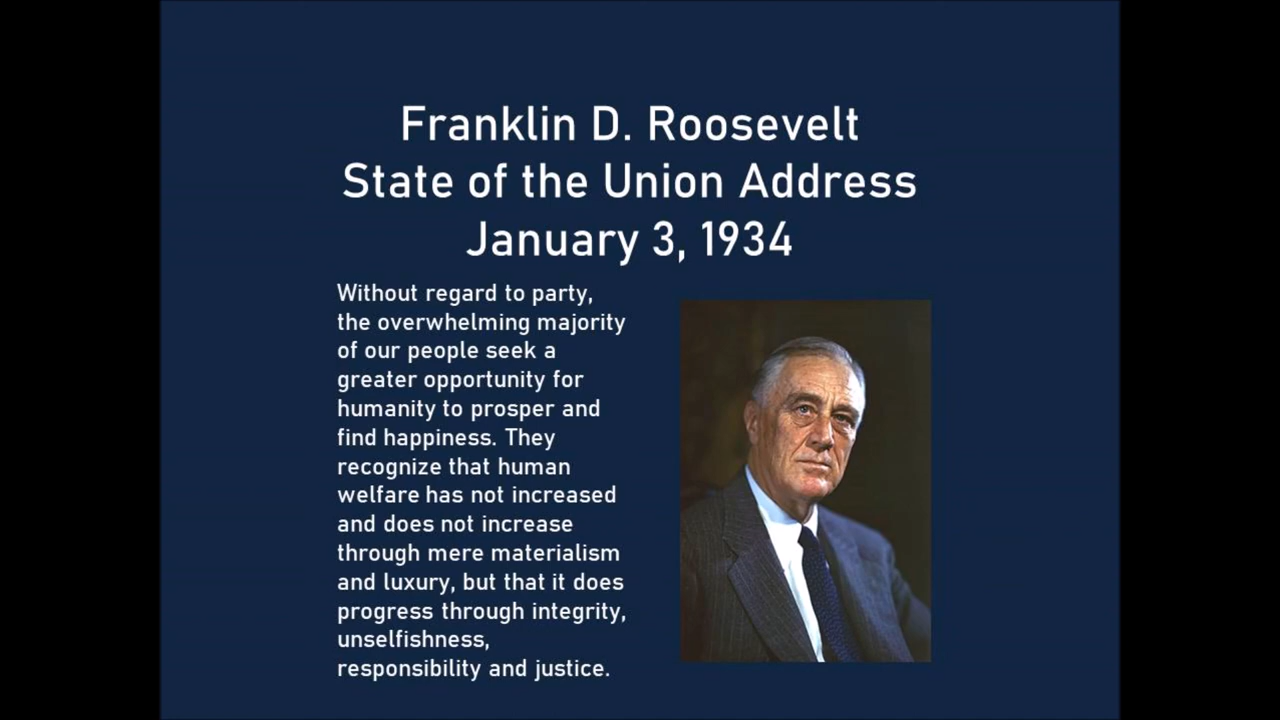 Franklin D. Roosevelt
State of the Union Address
January 3, 1934
Without regard to party,
the overwhelming majority
of our people seek a
greater opportunity for
humanity to prosper and
find happiness. They
recognize that human
welfare has not increased
and does not increase
through mere materialism
and luxury, but that it does
progress through integrity,
unselfishness,
responsibility and justice.